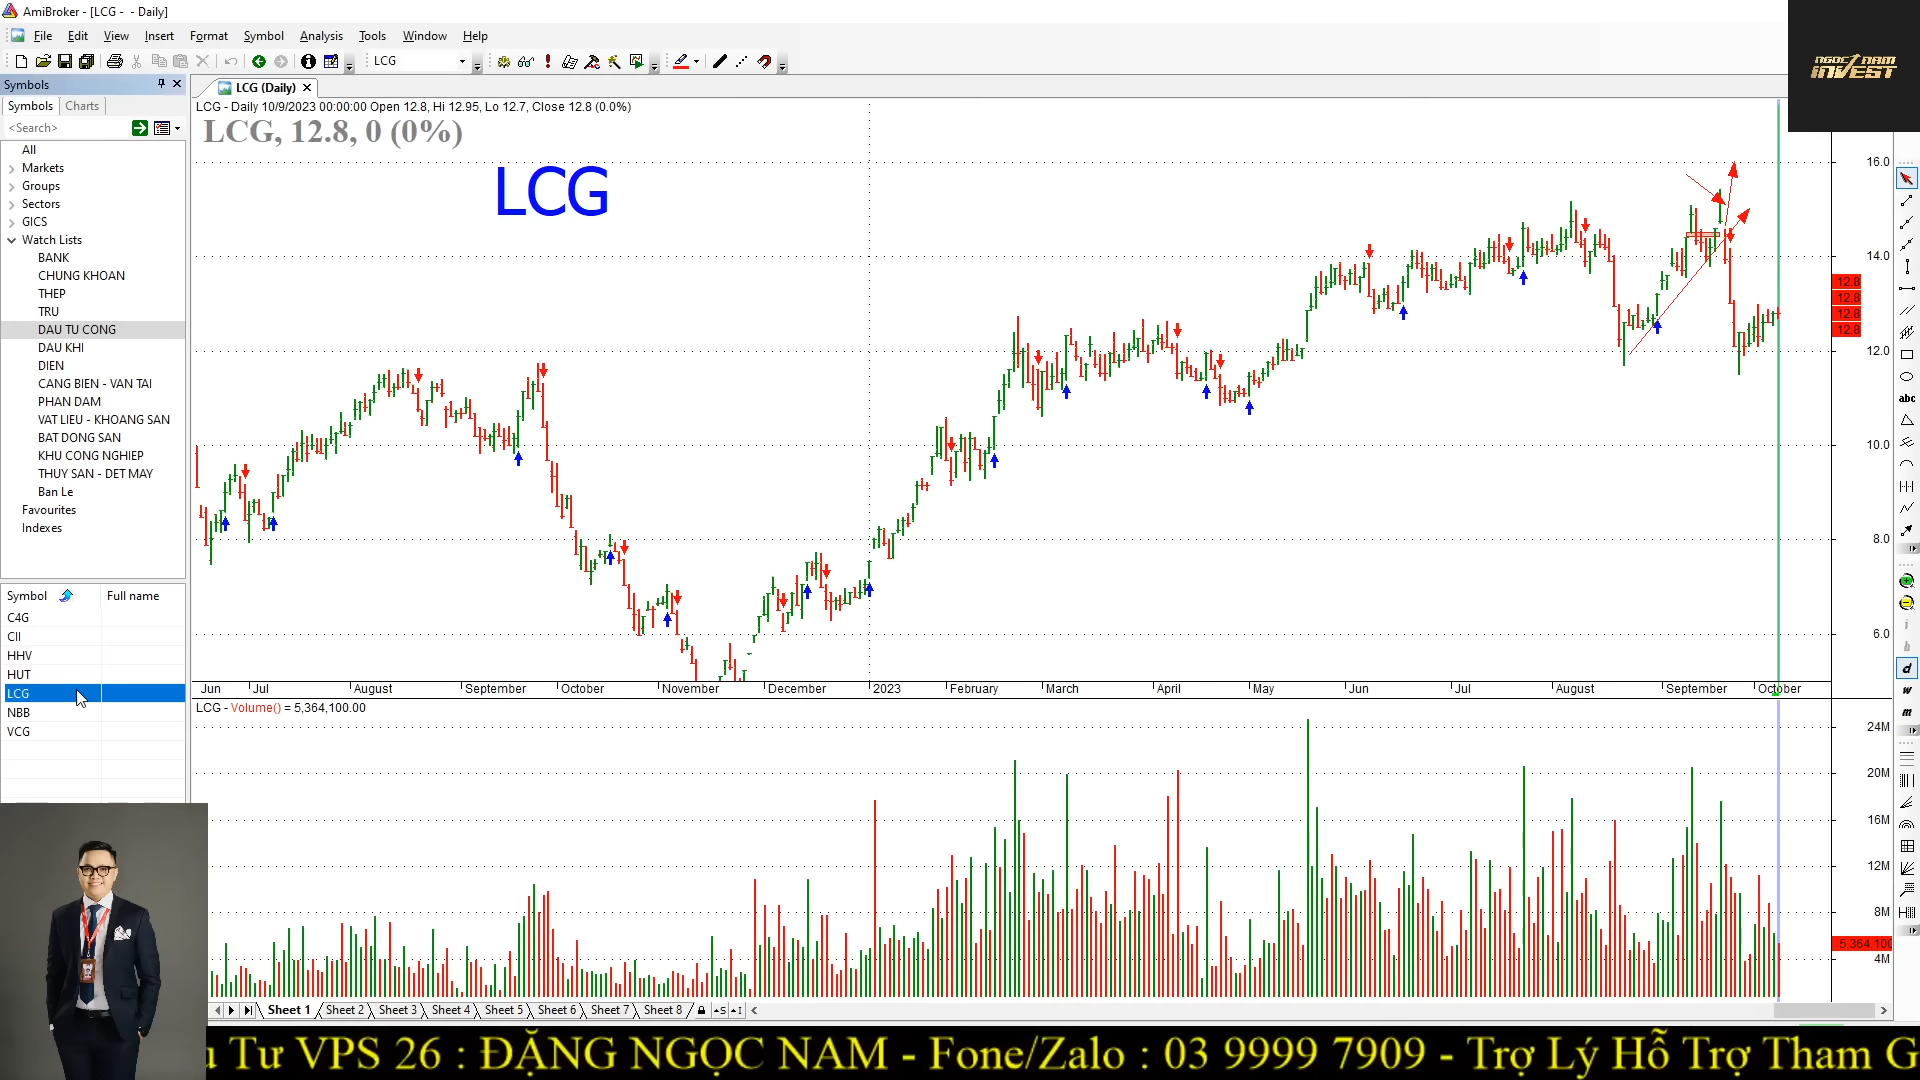 AmiBroker - [LCG - - Daily]
File Edit View Insert Format Symbol Analysis Tools Window Help
LCG
NGOC NAM
INVEST
Symbols
Symbols Charts
<Search>
All
Markets
Groups
Sectors
GICS
Watch Lists
BANK
CHUNG KHOAN
THEP
TRU
DAU TU CONG
DAU KHI
DIEN
CANG BIEN - VAN TAI
PHAN DAM
VAT LIEU - KHOANG SAN
BAT DONG SAN
KHU CONG NGHIEP
THUY SAN - DET MAY
Ban Le
Favourites
Indexes
Symbol Full name
C4G
CII
HHV
HUT
LCG
NBB
VCG
LCG (Daily)
LCG - Daily 10/9/2023 00:00:00 Open 12.8, Hi 12.95, Lo 12.7, Close 12.8 (0.0%)
LCG, 12.8, 0 (0%)
LCG
16.0
14.0
12.8
12.8
12.8
12.8
12.0
10.0
8.0
6.0
Jun Jul August September October November December 2023 February March April May Jun Jul August September October
LCG - Volume() = 5,364,100.00
24M
20M
16M
12M
8M
5,364,100
4M
abc
i
h
d
w
m
Sheet 1 Sheet 2 Sheet 3 Sheet 4 Sheet 5 Sheet 6 Sheet 7 Sheet 8
Tư VPS 26 : ĐẶNG NGỌC NAM - Fone/Zalo : 03 9999 7909 - Trợ Lý Hỗ Trợ Tham G